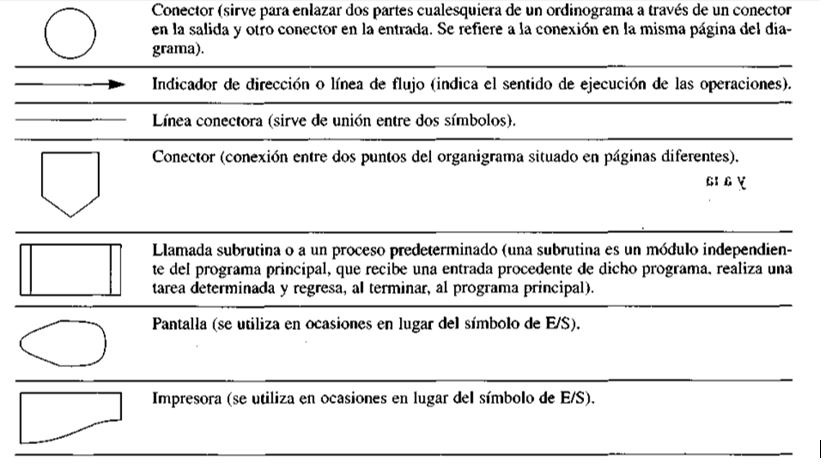 Conector (sirve para enlazar dos partes cualesquiera de un ordinograma a través de un conector
en la salida y otro conector en la entrada. Se refiere a la conexión en la misma página del dia-
grama).
Indicador de dirección o línea de flujo (indica el sentido de ejecución de las operaciones).
Línea conectora (sirve de unión entre dos símbolos).
Conector (conexión entre dos puntos del organigrama situado en páginas diferentes).
Llamada subrutina o a un proceso predeterminado (una subrutina es un módulo independien-
te del programa principal, que recibe una entrada procedente de dicho programa, realiza una
tarea determinada y regresa, al terminar, al programa principal).
Pantalla (se utiliza en ocasiones en lugar del símbolo de E/S).
Impresora (se utiliza en ocasiones en lugar del símbolo de E/S).